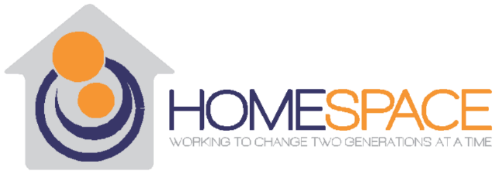 HOMESPACE
WORKING TO CHANGE TWO GENERATIONS AT A TIME